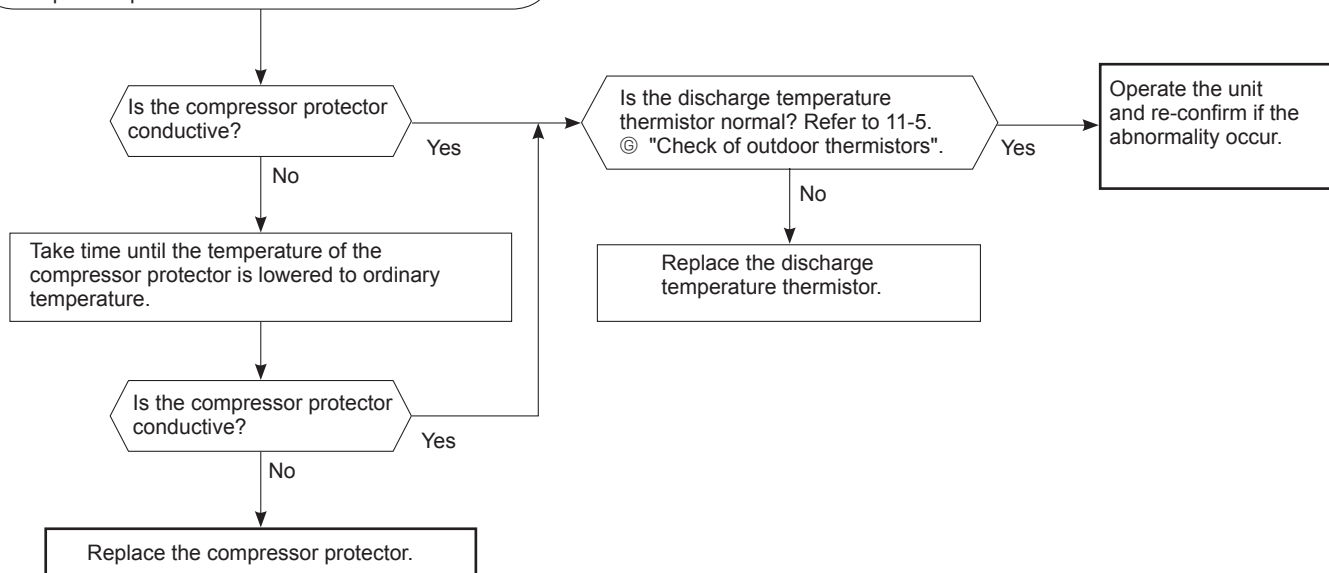 Is the compressor protector
conductive?
Yes
No
Take time until the temperature of the
compressor protector is lowered to ordinary
temperature.
Is the compressor protector
conductive?
Yes
No
Replace the compressor protector.
Is the discharge temperature
thermistor normal? Refer to 11-5.
Ⓖ "Check of outdoor thermistors".
Yes
No
Replace the discharge
temperature thermistor.
Operate the unit
and re-confirm if the
abnormality occur.